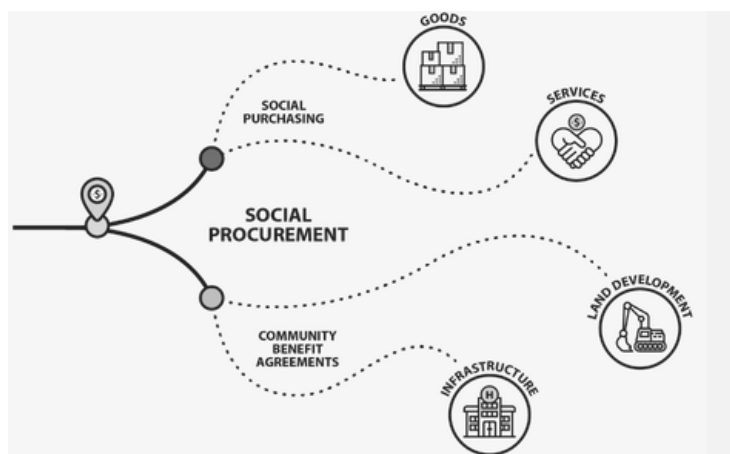 GOODS
SOCIAL
PURCHASING
SERVICES
$
$
SOCIAL
PROCUREMENT
LAND DEVELOPMENT
COMMUNITY
BENEFIT
AGREEMENTS
INFRASTRUCTURE
H